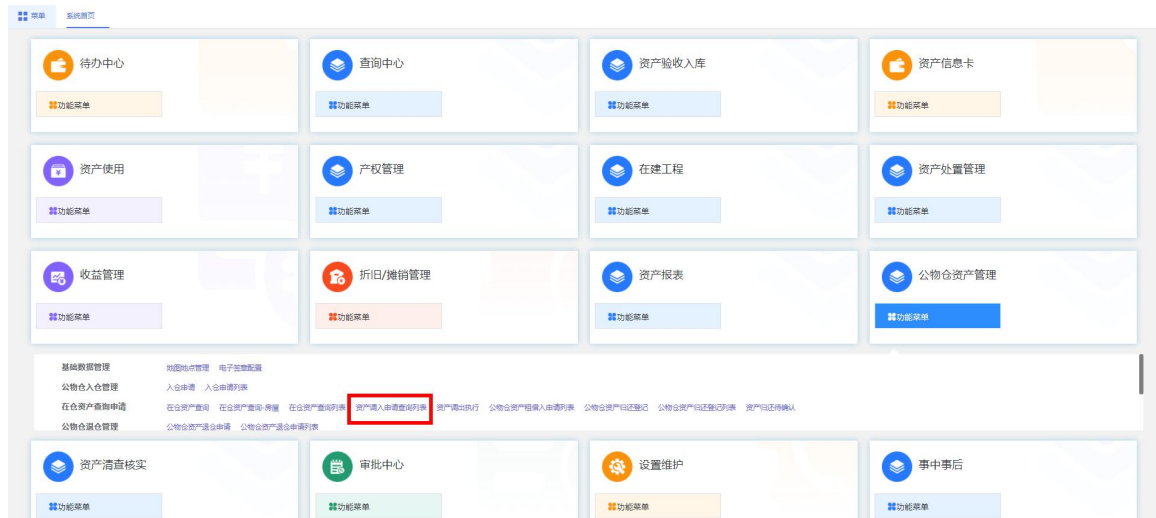 菜单 系统首页
待办中心 查询中心 资产验收入库 资产信息卡
功能菜单 功能菜单 功能菜单 功能菜单
资产使用 产权管理 在建工程 资产处置管理
功能菜单 功能菜单 功能菜单 功能菜单
收益管理 折旧/摊销管理 资产报表 公物仓资产管理
功能菜单 功能菜单 功能菜单 功能菜单
基础数据管理 地图地点管理 电子签章配置
公物仓入仓管理 入仓申请 入仓申请列表
在仓资产查询申请 在仓资产查询 在仓资产查询-房屋 在仓资产查询列表 资产调入申请查询列表 资产调出执行 公物仓资产租借入申请列表 公物仓资产归还登记 公物仓资产归还登记列表 资产归还待确认
公物仓退仓管理 公物仓资产退仓申请 公物仓资产退仓申请列表
资产清查核实 审批中心 设置维护 事中事后
功能菜单 功能菜单 功能菜单 功能菜单